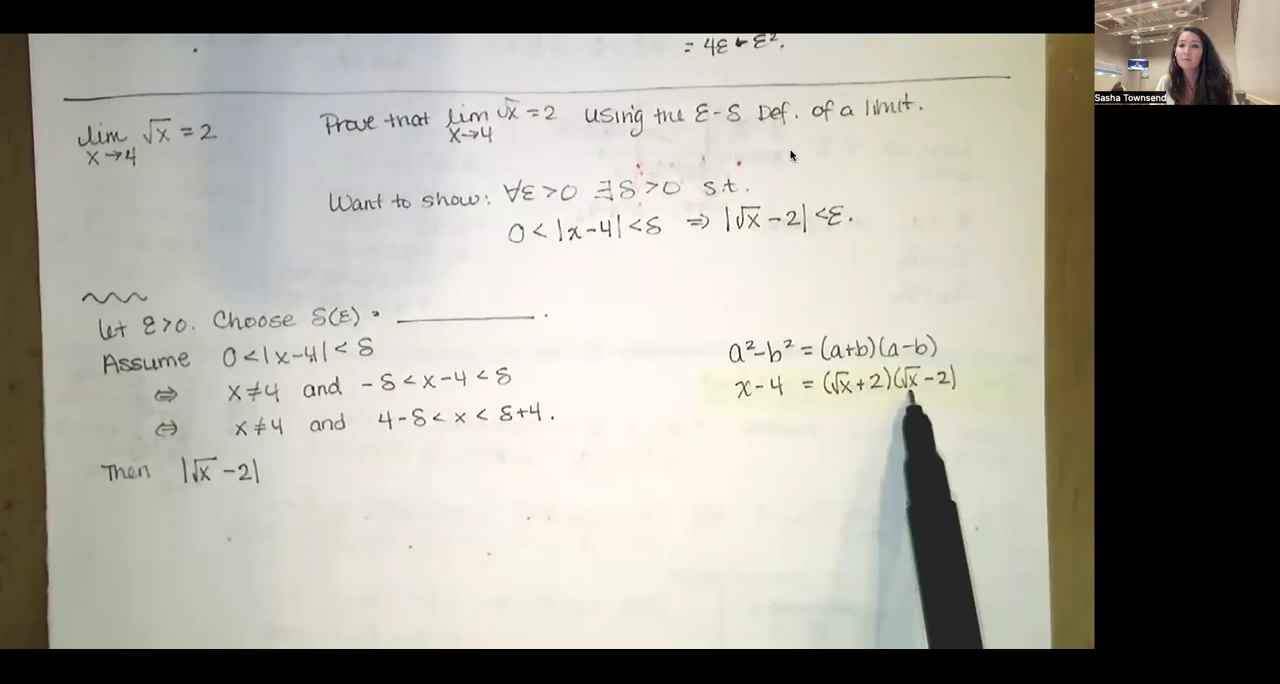 = 4ε + ε².
Sasha Townsend
lim √x = 2
x→4
Prove that lim √x = 2 using the ε-δ Def. of a limit.
x→4
Want to show: ∀ε>0 ∃δ>0 s.t.
0<|x-4|<δ ⇒ |√x-2|<ε.
Let ε>0. Choose δ(ε) = ________.
Assume 0<|x-4|<δ
⇔ x≠4 and -δ<x-4<δ
⇔ x≠4 and 4-δ<x<δ+4.
Then |√x-2|
a²-b² = (a+b)(a-b)
x-4 = (√x+2)(√x-2)